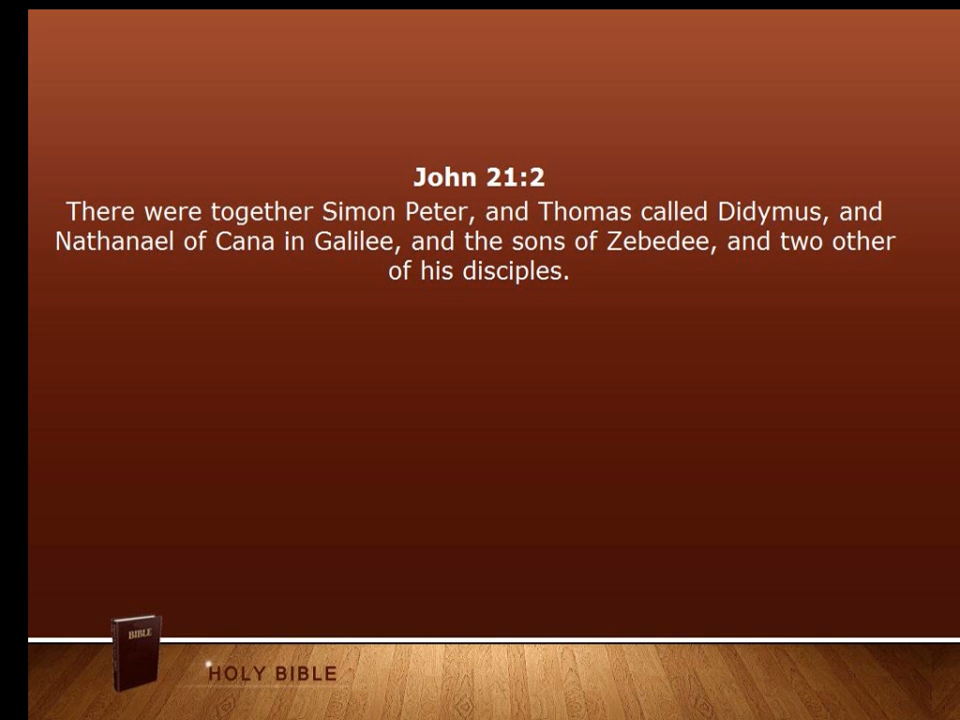 John 21:2
There were together Simon Peter, and Thomas called Didymus, and
Nathanael of Cana in Galilee, and the sons of Zebedee, and two other
of his disciples.
BIBLE
HOLY BIBLE